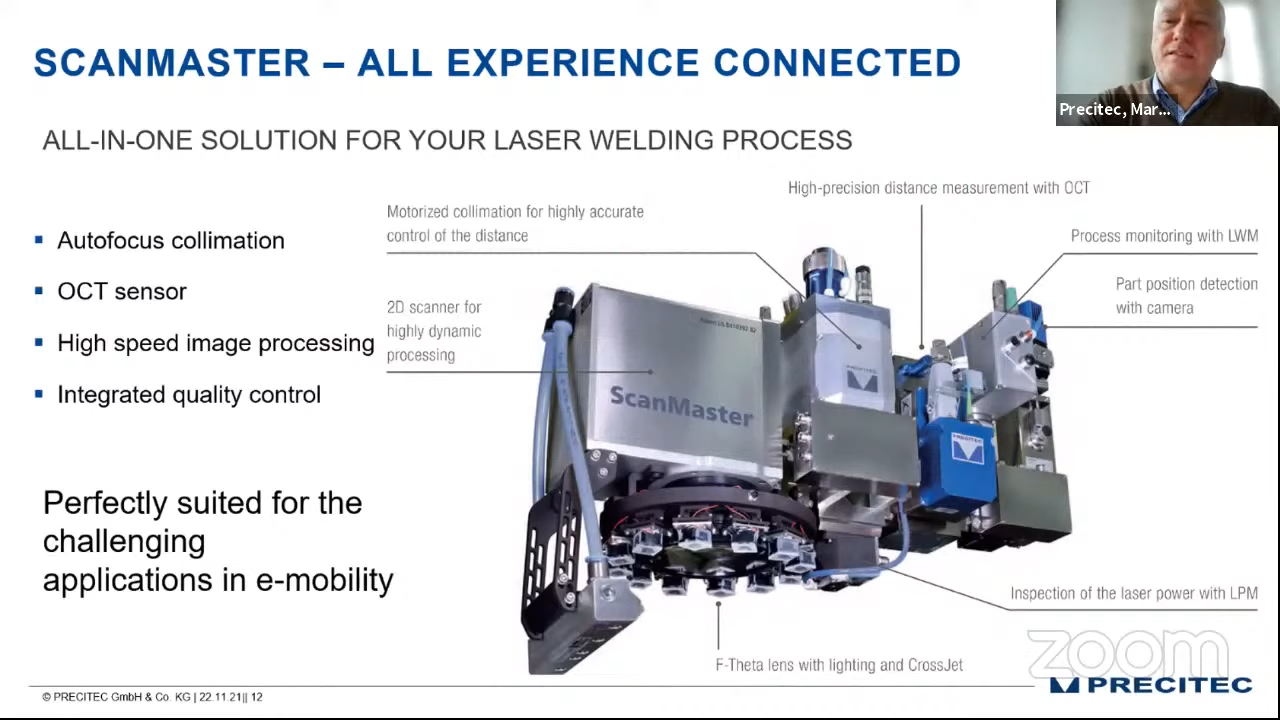 SCANMASTER – ALL EXPERIENCE CONNECTED
Precitec, Mar...
ALL-IN-ONE SOLUTION FOR YOUR LASER WELDING PROCESS
High-precision distance measurement with OCT
Motorized collimation for highly accurate
control of the distance
Process monitoring with LWM
Part position detection
with camera
2D scanner for
highly dynamic
processing
▪ Autofocus collimation
▪ OCT sensor
▪ High speed image processing
▪ Integrated quality control
ScanMaster
PRECITEC
PRECITEC
Perfectly suited for the
challenging
applications in e-mobility
Inspection of the laser power with LPM
F-Theta lens with lighting and CrossJet
zoom
PRECITEC
© PRECITEC GmbH & Co. KG | 22.11.21|| 12